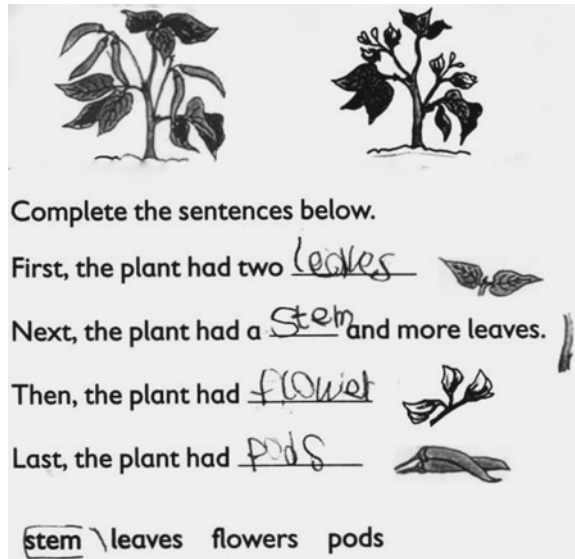 Complete the sentences below.
First, the plant had two leaves
Next, the plant had a stem and more leaves.
Then, the plant had flower
Last, the plant had pods
stem leaves flowers pods